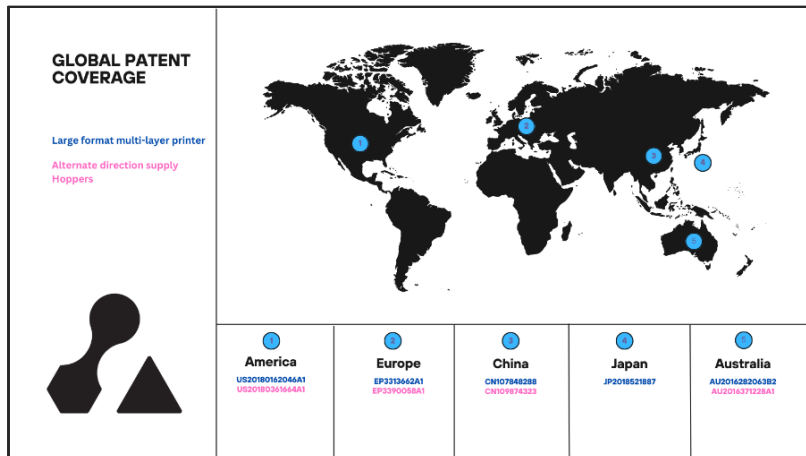 GLOBAL PATENT
COVERAGE
Large format multi-layer printer
Alternate direction supply
Hoppers
1
2
3
4
5
1
America
US20180162046A1
US20180361664A1
2
Europe
EP3313662A1
EP3390058A1
3
China
CN107848288
CN109874323
4
Japan
JP2018521887
5
Australia
AU2016282063B2
AU2016371228A1